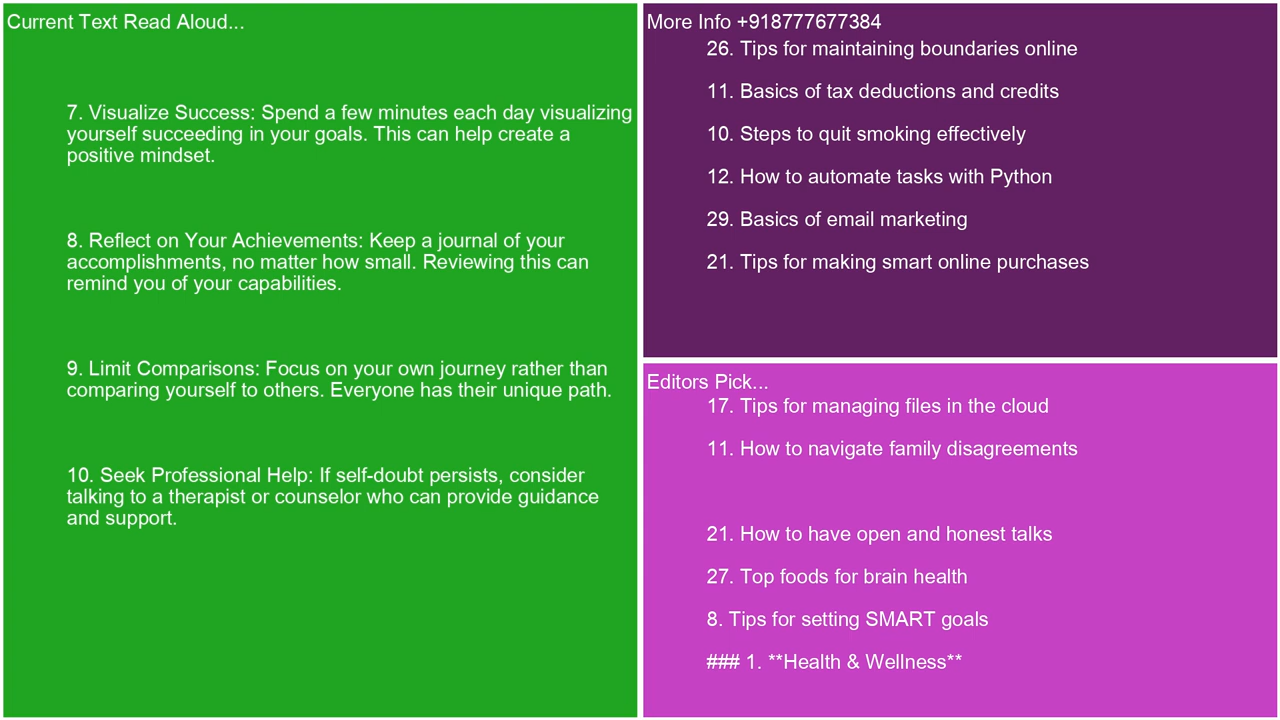 Current Text Read Aloud...
7. Visualize Success: Spend a few minutes each day visualizing
yourself succeeding in your goals. This can help create a
positive mindset.
8. Reflect on Your Achievements: Keep a journal of your
accomplishments, no matter how small. Reviewing this can
remind you of your capabilities.
9. Limit Comparisons: Focus on your own journey rather than
comparing yourself to others. Everyone has their unique path.
10. Seek Professional Help: If self-doubt persists, consider
talking to a therapist or counselor who can provide guidance
and support.
More Info +918777677384
26. Tips for maintaining boundaries online
11. Basics of tax deductions and credits
10. Steps to quit smoking effectively
12. How to automate tasks with Python
29. Basics of email marketing
21. Tips for making smart online purchases
Editors Pick...
17. Tips for managing files in the cloud
11. How to navigate family disagreements
21. How to have open and honest talks
27. Top foods for brain health
8. Tips for setting SMART goals
### 1. **Health & Wellness**